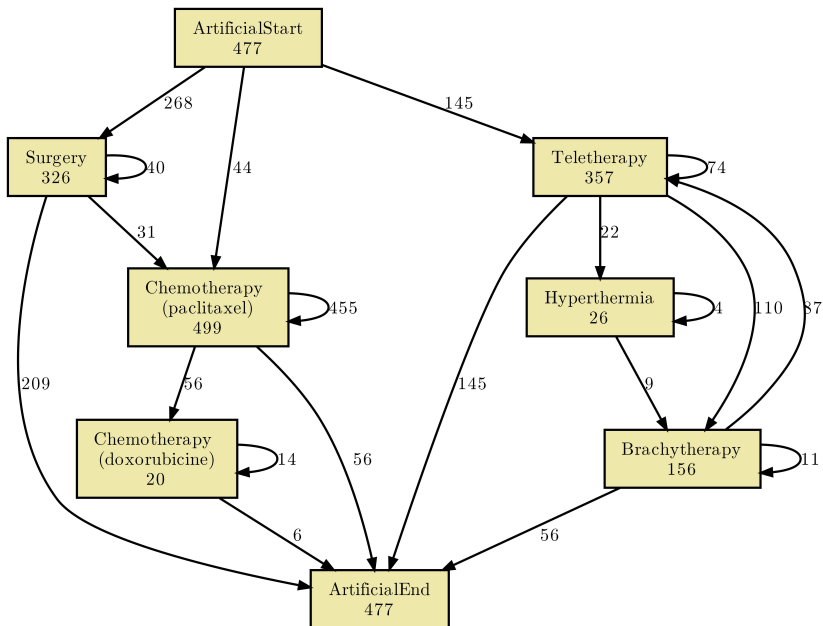 ArtificialStart
477
268
145
Surgery
326
40
44
Teletherapy
357
74
31
22
Chemotherapy
(paclitaxel)
499
455
Hyperthermia
26
4
110
87
209
56
145
9
Chemotherapy
(doxorubicine)
20
14
56
Brachytherapy
156
11
6
56
ArtificialEnd
477